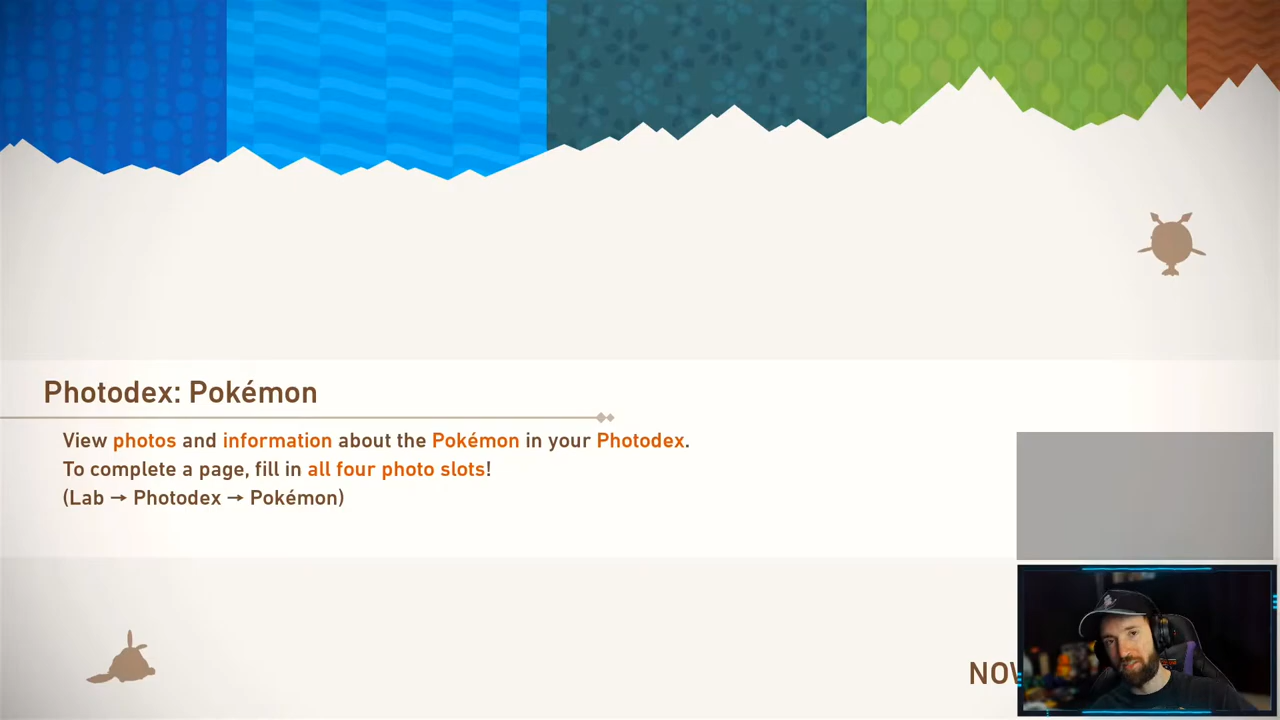 Photodex: Pokémon
View photos and information about the Pokémon in your Photodex.
To complete a page, fill in all four photo slots!
(Lab → Photodex → Pokémon)